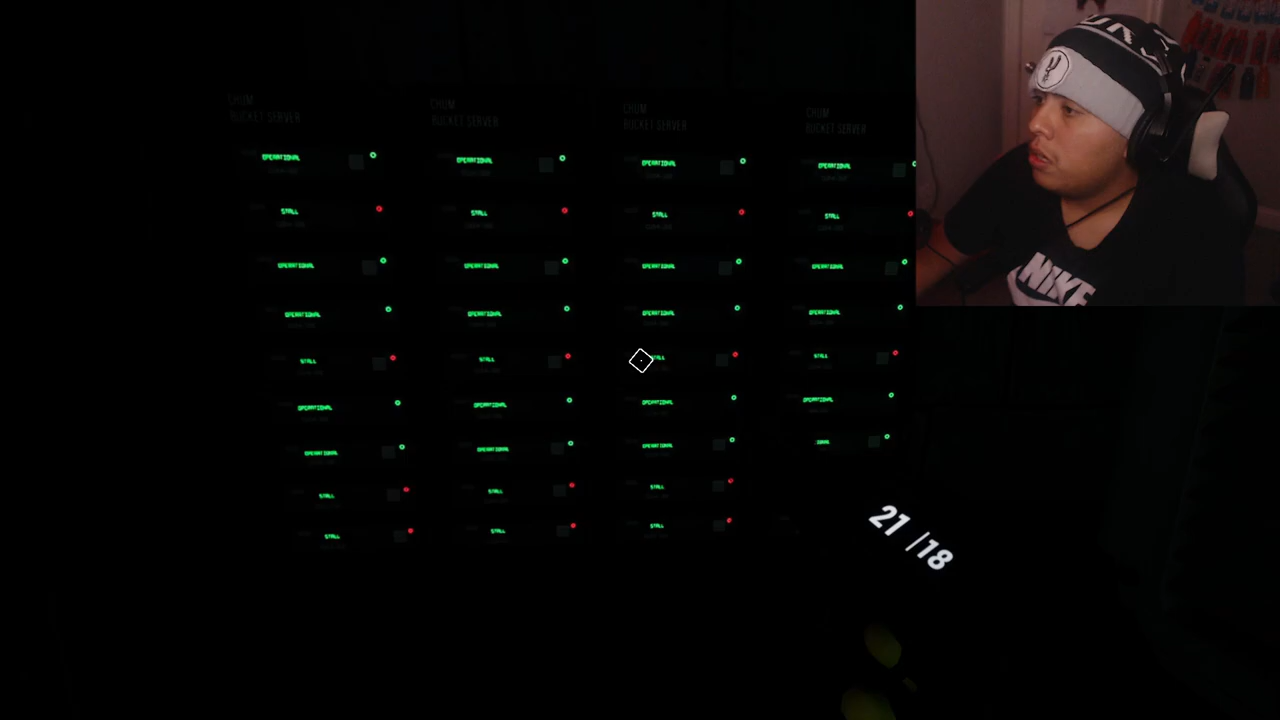 CHUM
BUCKET SERVER
CHUM
BUCKET SERVER
CHUM
BUCKET SERVER
CHUM
BUCKET SERVER
OPERATIONAL OPERATIONAL OPERATIONAL OPERATIONAL
STALL STALL STALL STALL
OPERATIONAL OPERATIONAL OPERATIONAL OPERATIONAL
OPERATIONAL OPERATIONAL OPERATIONAL OPERATIONAL
STALL STALL STALL STALL
OPERATIONAL OPERATIONAL OPERATIONAL OPERATIONAL
OPERATIONAL OPERATIONAL OPERATIONAL
STALL STALL STALL
STALL STALL STALL
21 / 18
NIKE